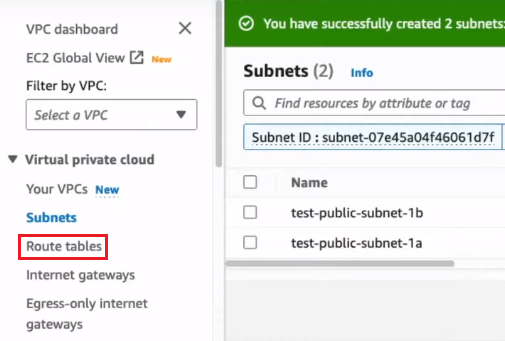 VPC dashboard
EC2 Global View New
Filter by VPC:
Select a VPC
Virtual private cloud
Your VPCs New
Subnets
Route tables
Internet gateways
Egress-only internet
gateways
You have successfully created 2 subnets:
Subnets (2) Info
Find resources by attribute or tag
Subnet ID : subnet-07e45a04f46061d7f
Name
test-public-subnet-1b
test-public-subnet-1a